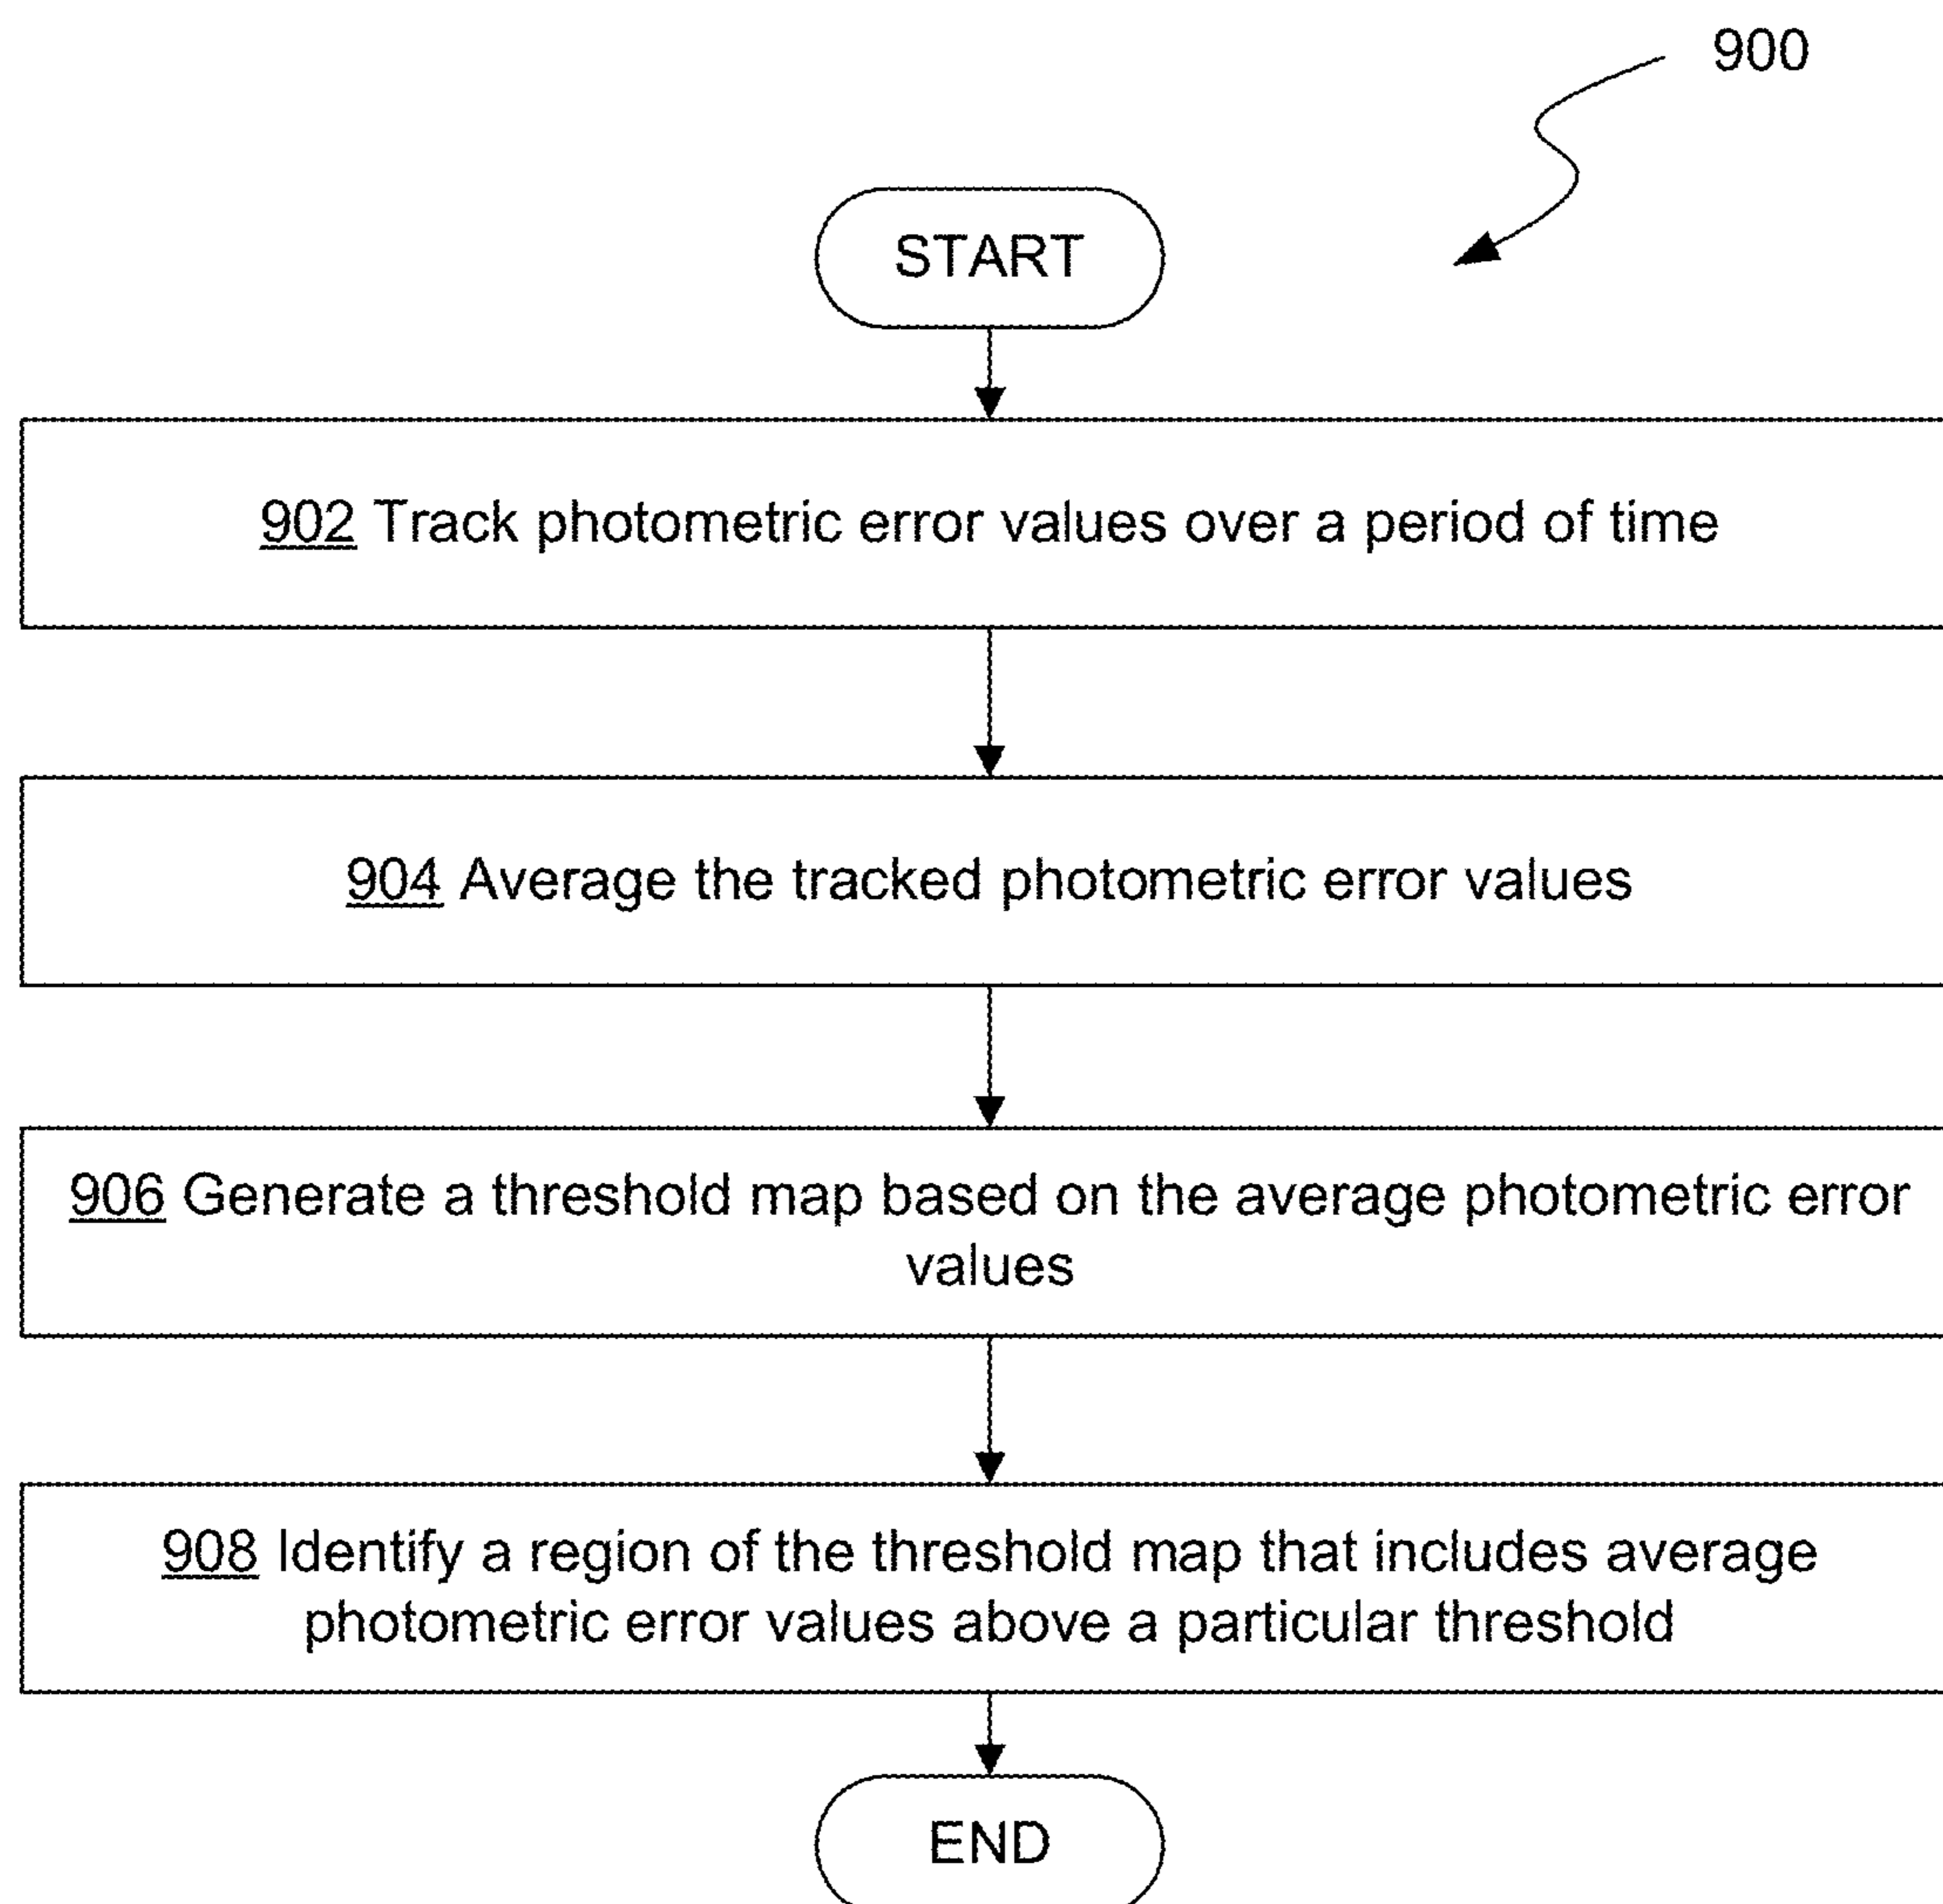 900
START
902 Track photometric error values over a period of time
904 Average the tracked photometric error values
906 Generate a threshold map based on the average photometric error
values
908 Identify a region of the threshold map that includes average
photometric error values above a particular threshold
END